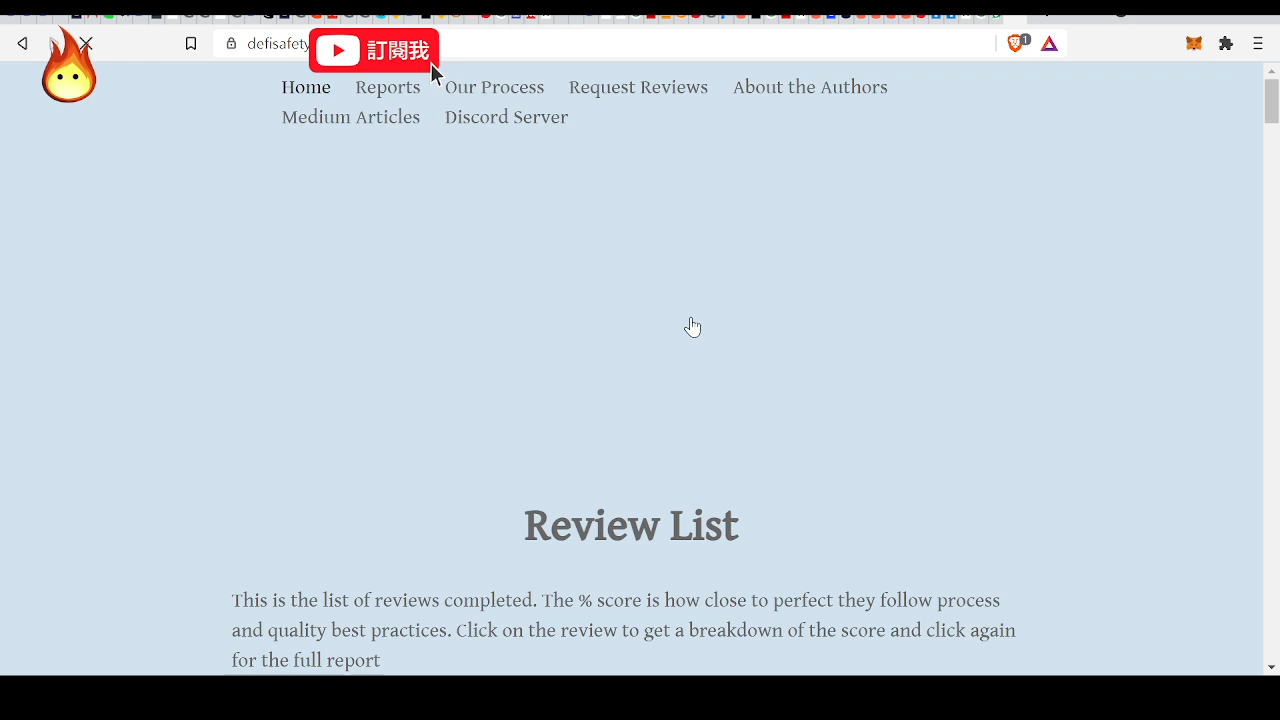 defisafety
訂閱我
1
Home Reports Our Process Request Reviews About the Authors
Medium Articles Discord Server
Review List
This is the list of reviews completed. The % score is how close to perfect they follow process
and quality best practices. Click on the review to get a breakdown of the score and click again
for the full report